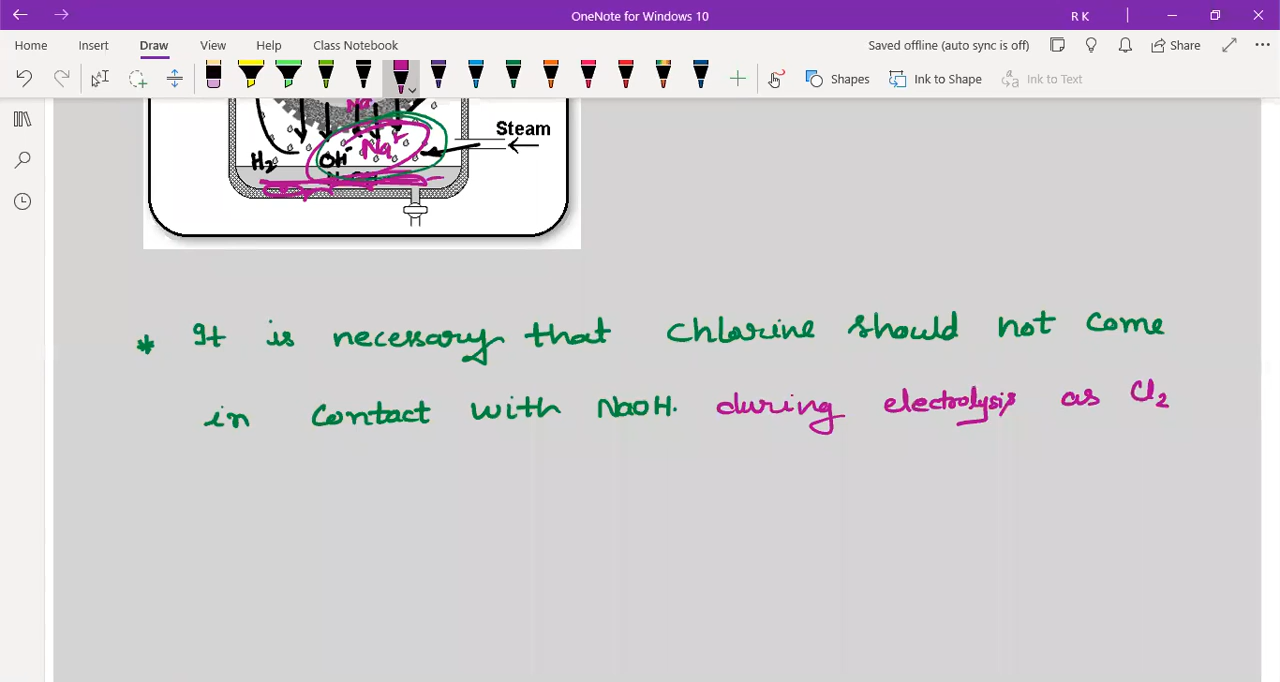 OneNote for Windows 10
R K
Home Insert Draw View Help Class Notebook
Saved offline (auto sync is off) Share
Shapes Ink to Shape Ink to Text
Steam
H2 OH- Na+
* It is necessary that chlorine should not come
in contact with NaOH. during electrolysis as Cl2